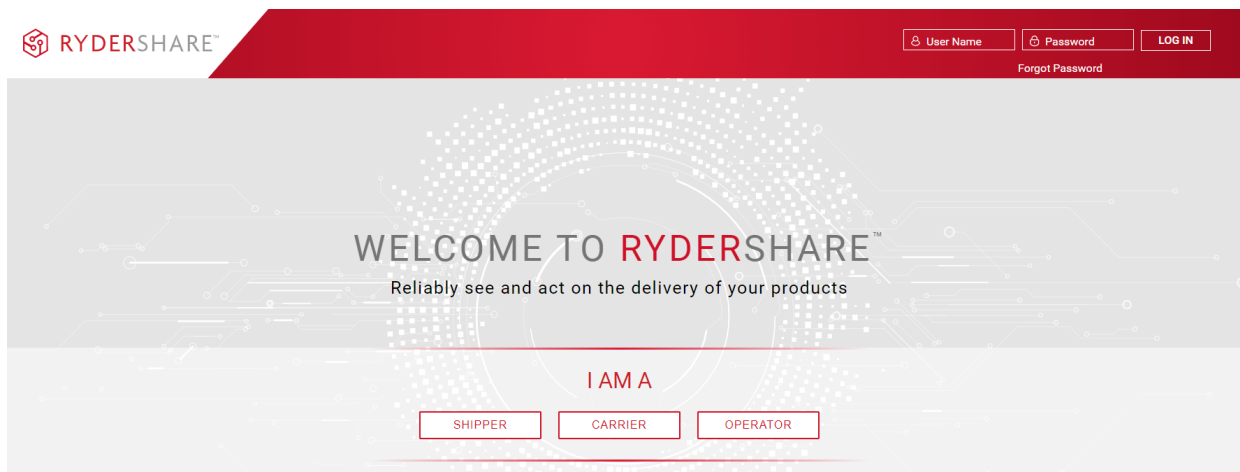 RYDERSHARE™
User Name
Password
LOG IN
Forgot Password
WELCOME TO RYDERSHARE™
Reliably see and act on the delivery of your products
I AM A
SHIPPER
CARRIER
OPERATOR